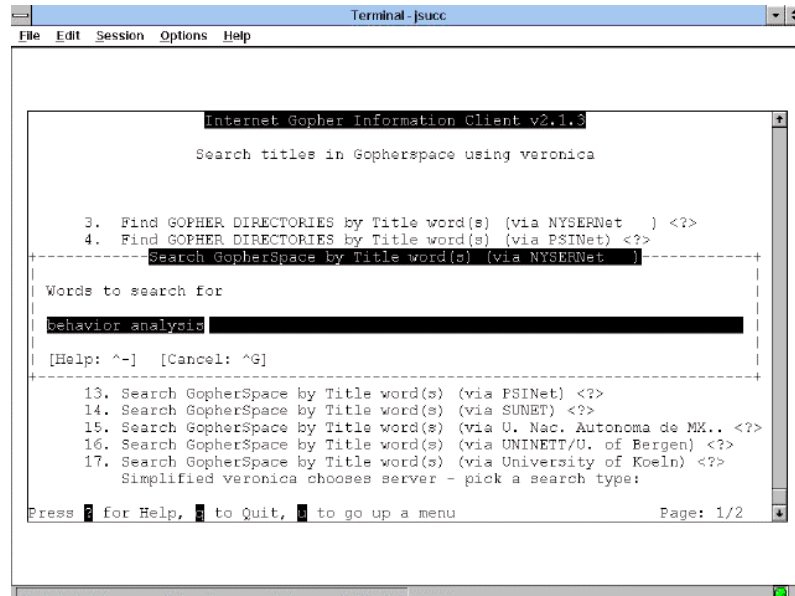 Terminal - jsucc
File Edit Session Options Help
Internet Gopher Information Client v2.1.3
Search titles in Gopherspace using veronica
3. Find GOPHER DIRECTORIES by Title word(s) (via NYSERNet ) <?>
4. Find GOPHER DIRECTORIES by Title word(s) (via PSINet) <?>
Search GopherSpace by Title word(s) (via NYSERNet )
Words to search for
behavior analysis
[Help: ^-] [Cancel: ^G]
13. Search GopherSpace by Title word(s) (via PSINet) <?>
14. Search GopherSpace by Title word(s) (via SUNET) <?>
15. Search GopherSpace by Title word(s) (via U. Nac. Autonoma de MX.. <?>
16. Search GopherSpace by Title word(s) (via UNINETT/U. of Bergen) <?>
17. Search GopherSpace by Title word(s) (via University of Koeln) <?>
Simplified veronica chooses server - pick a search type:
Press ? for Help, q to Quit, u to go up a menu Page: 1/2